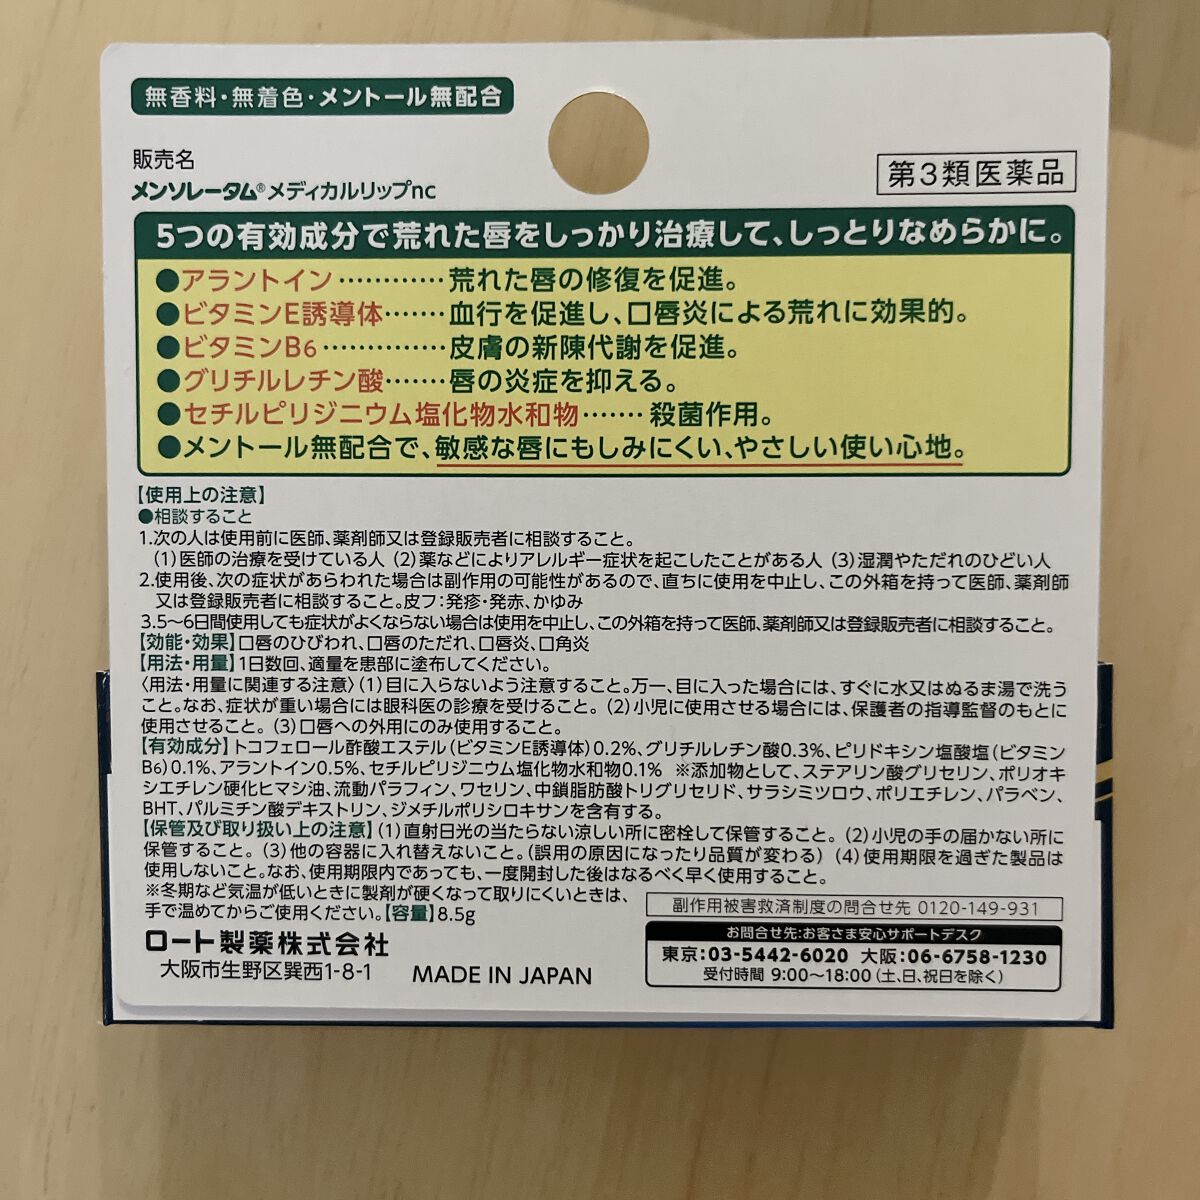 無香料・無着色・メントール無配合
販売名
メンソレータム®メディカルリップnc
第3類医薬品
5つの有効成分で荒れた唇をしっかり治療して、しっとりなめらかに。
●アラントイン…………荒れた唇の修復を促進。
●ビタミンE誘導体……血行を促進し、口唇炎による荒れに効果的。
●ビタミンB6…………皮膚の新陳代謝を促進。
●グリチルレチン酸……唇の炎症を抑える。
●セチルピリジニウム塩化物水和物……殺菌作用。
●メントール無配合で、敏感な唇にもしみにくい、やさしい使い心地。
【使用上の注意】
●相談すること
1.次の人は使用前に医師、薬剤師又は登録販売者に相談すること。
(1)医師の治療を受けている人 (2)薬などによりアレルギー症状を起こしたことがある人 (3)湿潤やただれのひどい人
2.使用後、次の症状があらわれた場合は副作用の可能性があるので、直ちに使用を中止し、この外箱を持って医師、薬剤師
又は登録販売者に相談すること。皮フ:発疹・発赤、かゆみ
3.5〜6日間使用しても症状がよくならない場合は使用を中止し、この外箱を持って医師、薬剤師又は登録販売者に相談すること。
【効能・効果】口唇のひびわれ、口唇のただれ、口唇炎、口角炎
【用法・用量】1日数回、適量を患部に塗布してください。
〈用法・用量に関連する注意〉(1)目に入らないよう注意すること。万一、目に入った場合には、すぐに水又はぬるま湯で洗う
こと。なお、症状が重い場合には眼科医の診療を受けること。(2)小児に使用させる場合には、保護者の指導監督のもとに
使用させること。(3)口唇への外用にのみ使用すること。
【有効成分】トコフェロール酢酸エステル(ビタミンE誘導体)0.2%、グリチルレチン酸0.3%、ピリドキシン塩酸塩(ビタミン
B6)0.1%、アラントイン0.5%、セチルピリジニウム塩化物水和物0.1% ※添加物として、ステアリン酸グリセリン、ポリオキ
シエチレン硬化ヒマシ油、流動パラフィン、ワセリン、中鎖脂肪酸トリグリセリド、サラシミツロウ、ポリエチレン、パラベン、
BHT、パルミチン酸デキストリン、ジメチルポリシロキサンを含有する。
【保管及び取り扱い上の注意】(1)直射日光の当たらない涼しい所に密栓して保管すること。(2)小児の手の届かない所に
保管すること。(3)他の容器に入れ替えないこと。(誤用の原因になったり品質が変わる)(4)使用期限を過ぎた製品は
使用しないこと。なお、使用期限内であっても、一度開封した後はなるべく早く使用すること。
※冬期など気温が低いときに製剤が硬くなって取りにくいときは、
手で温めてからご使用ください。【容量】8.5g
ロート製薬株式会社
大阪市生野区巽西1-8-1
MADE IN JAPAN
副作用被害救済制度の問合せ先 0120-149-931
お問合せ先:お客さま安心サポートデスク
東京:03-5442-6020 大阪:06-6758-1230
受付時間 9:00〜18:00(土、日、祝日を除く)